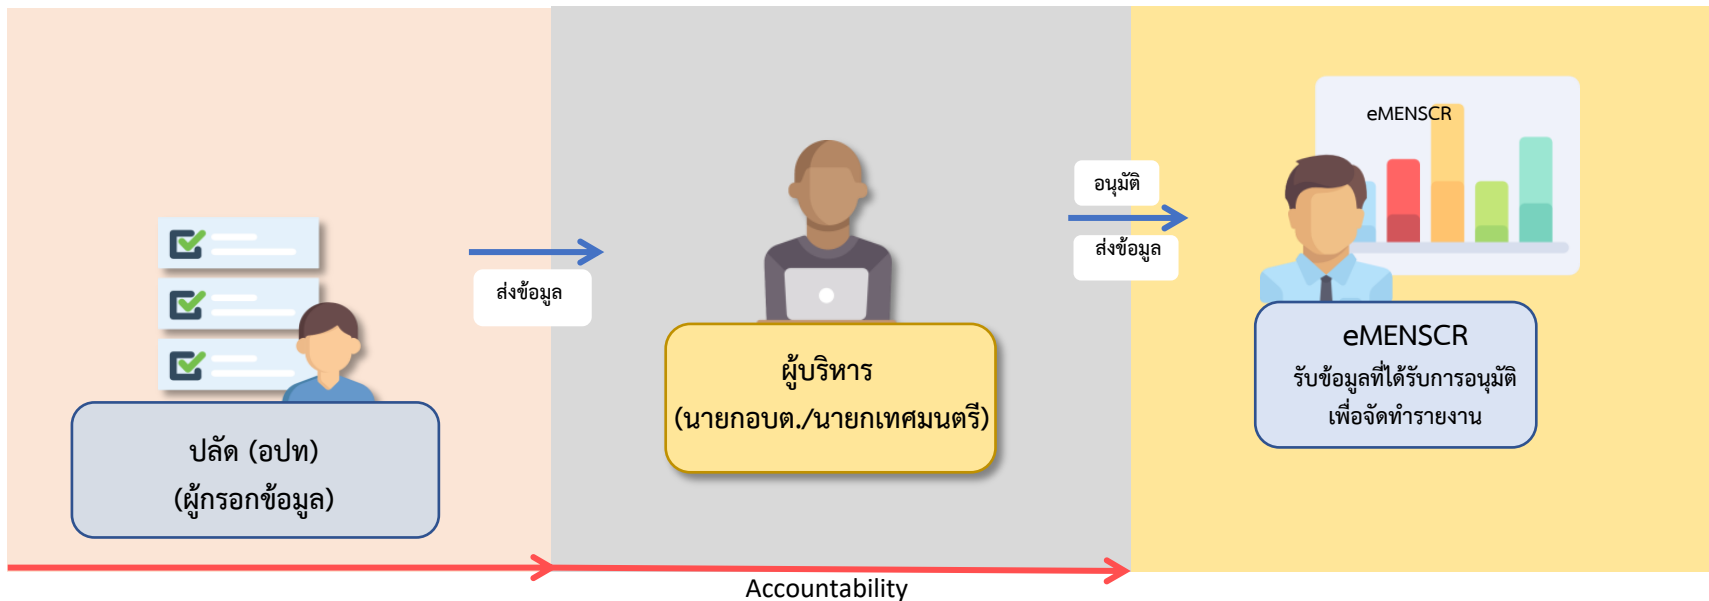 eMENSCR
อนุมัติ
ส่งข้อมูล
ส่งข้อมูล
eMENSCR
รับข้อมูลที่ได้รับการอนุมัติ
เพื่อจัดทำรายงาน
ผู้บริหาร
(นายกอบต./นายกเทศมนตรี)
ปลัด (อปท)
(ผู้กรอกข้อมูล)
Accountability